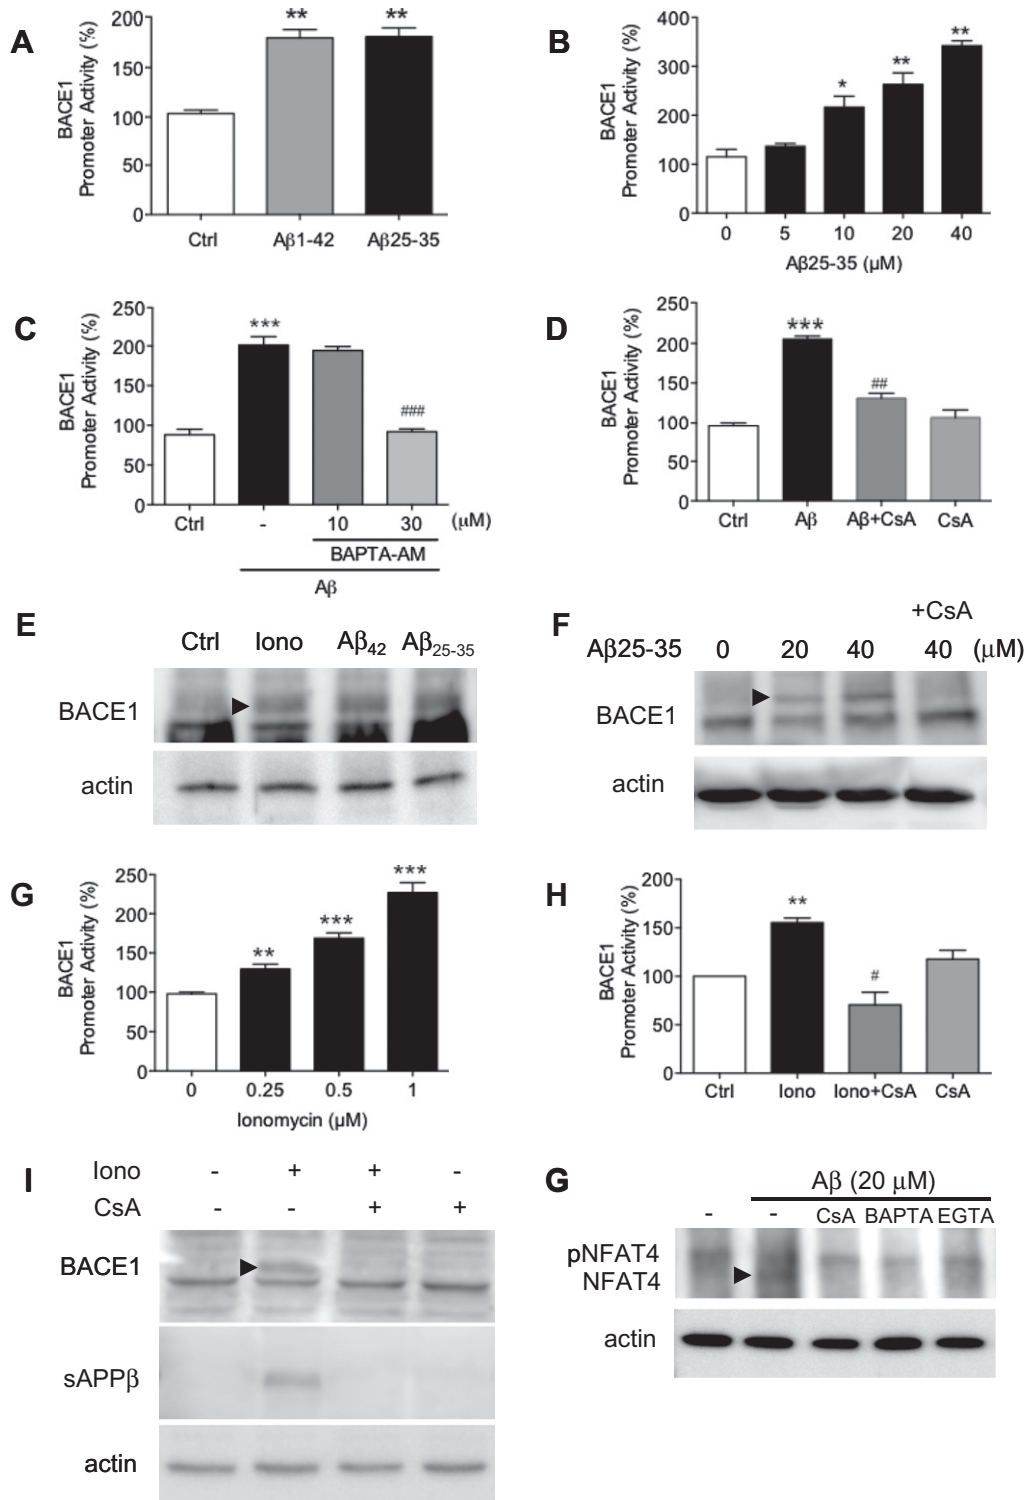 A
BACE1
Promoter Activity (%)
200
150
100
50
0
**
**
Ctrl
Aβ1-42
Aβ25-35
B
BACE1
Promoter Activity (%)
400
300
200
100
0
*
**
**
0
5
10
20
40
Aβ25-35 (µM)
C
BACE1
Promoter Activity (%)
250
200
150
100
50
0
***
###
Ctrl
-
10
30
(µM)
BAPTA-AM
Aβ
D
BACE1
Promoter Activity (%)
250
200
150
100
50
0
***
##
Ctrl
Aβ
Aβ+CsA
CsA
E
Ctrl Iono Aβ42 Aβ25-35
BACE1
actin
F
+CsA
Aβ25-35 0 20 40 40 (µM)
BACE1
actin
G
BACE1
Promoter Activity (%)
250
200
150
100
50
0
**
***
***
0
0.25
0.5
1
Ionomycin (µM)
H
BACE1
Promoter Activity (%)
200
150
100
50
0
**
#
Ctrl
Iono
Iono+CsA
CsA
I
Iono - + + -
CsA - - + +
BACE1
sAPPβ
actin
G
Aβ (20 µM)
- - CsA BAPTA EGTA
pNFAT4
NFAT4
actin